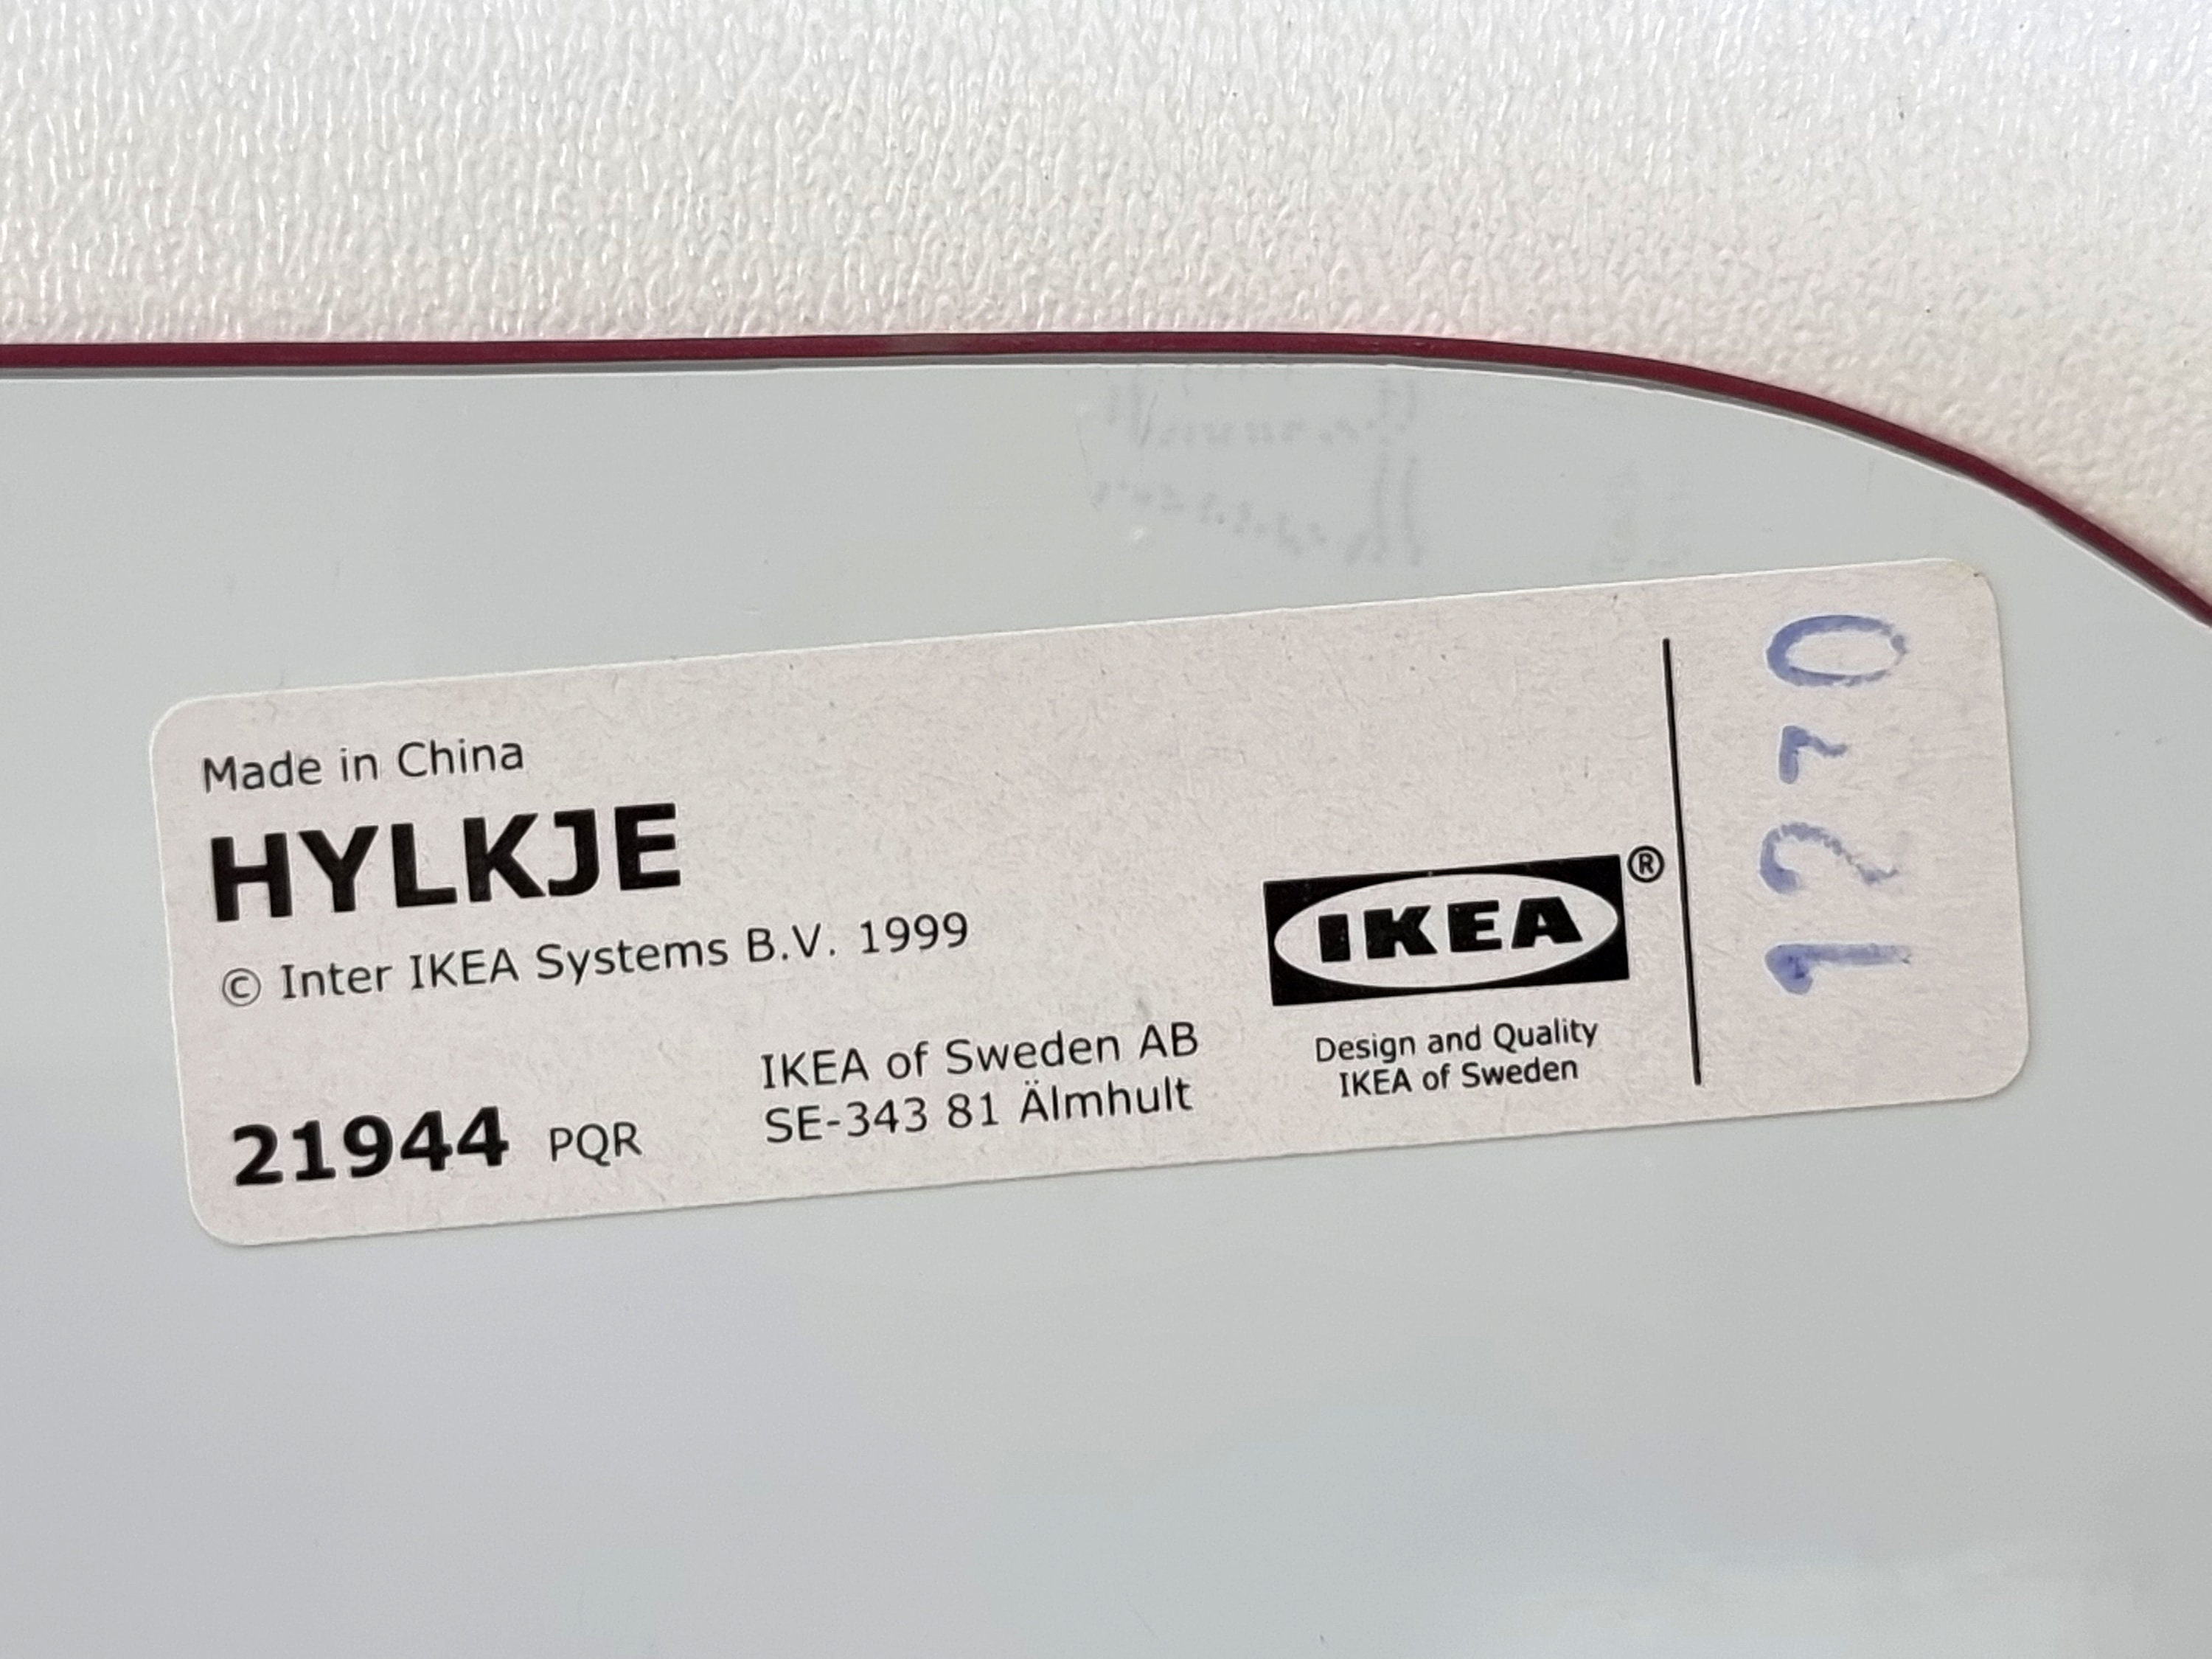 Made in China
HYLKJE
© Inter IKEA Systems B.V. 1999
21944 PQR
IKEA of Sweden AB
SE-343 81 Älmhult
IKEA®
Design and Quality
IKEA of Sweden
1270